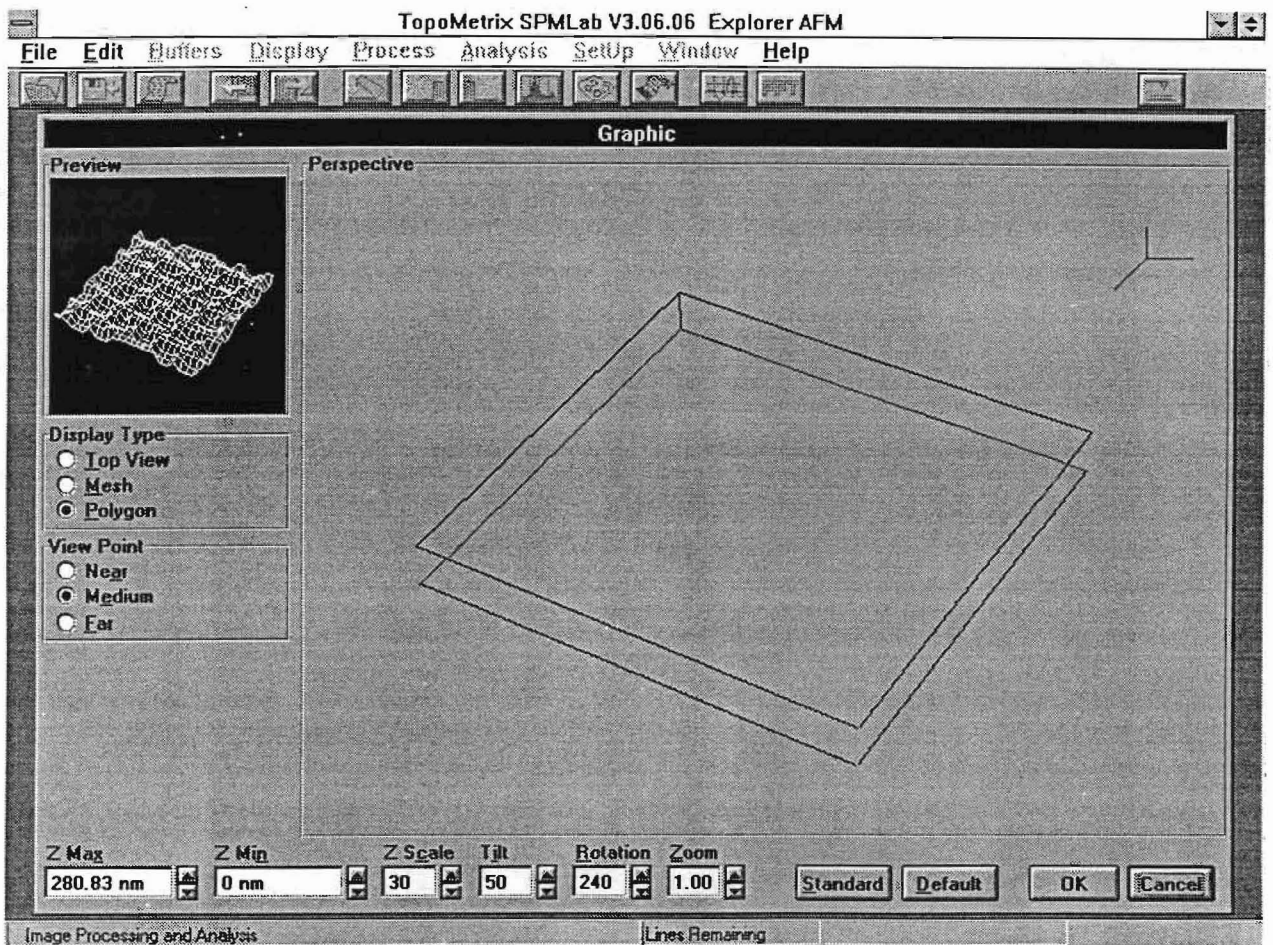 TopoMetrix SPMLab V3.06.06 Explorer AFM
File Edit Buffers Display Process Analysis SetUp Window Help
Graphic
Preview
Perspective
Display Type
Top View
Mesh
Polygon
View Point
Near
Medium
Far
Z Max Z Min Z Scale Tilt Rotation Zoom
280.83 nm 0 nm 30 50 240 1.00 Standard Default OK Cancel
Image Processing and Analysis Lines Remaining